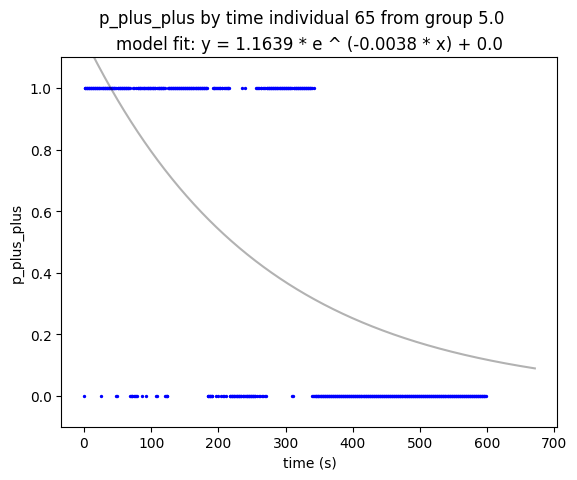 p_plus_plus by time individual 65 from group 5.0
model fit: y = 1.1639 * e ^ (-0.0038 * x) + 0.0
1.0
0.8
0.6
0.4
0.2
0.0
p_plus_plus
0 100 200 300 400 500 600 700
time (s)